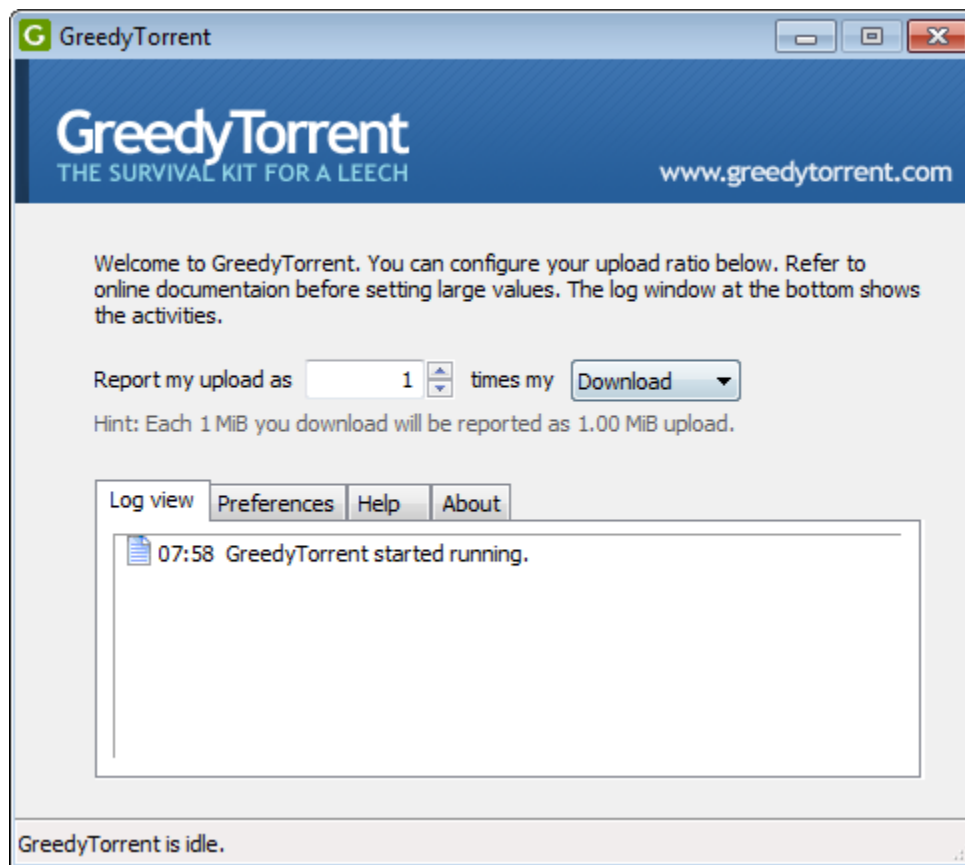 G GreedyTorrent
GreedyTorrent
THE SURVIVAL KIT FOR A LEECH
www.greedytorrent.com
Welcome to GreedyTorrent. You can configure your upload ratio below. Refer to
online documentaion before setting large values. The log window at the bottom shows
the activities.
Report my upload as 1 times my Download
Hint: Each 1 MiB you download will be reported as 1.00 MiB upload.
Log view Preferences Help About
07:58 GreedyTorrent started running.
GreedyTorrent is idle.